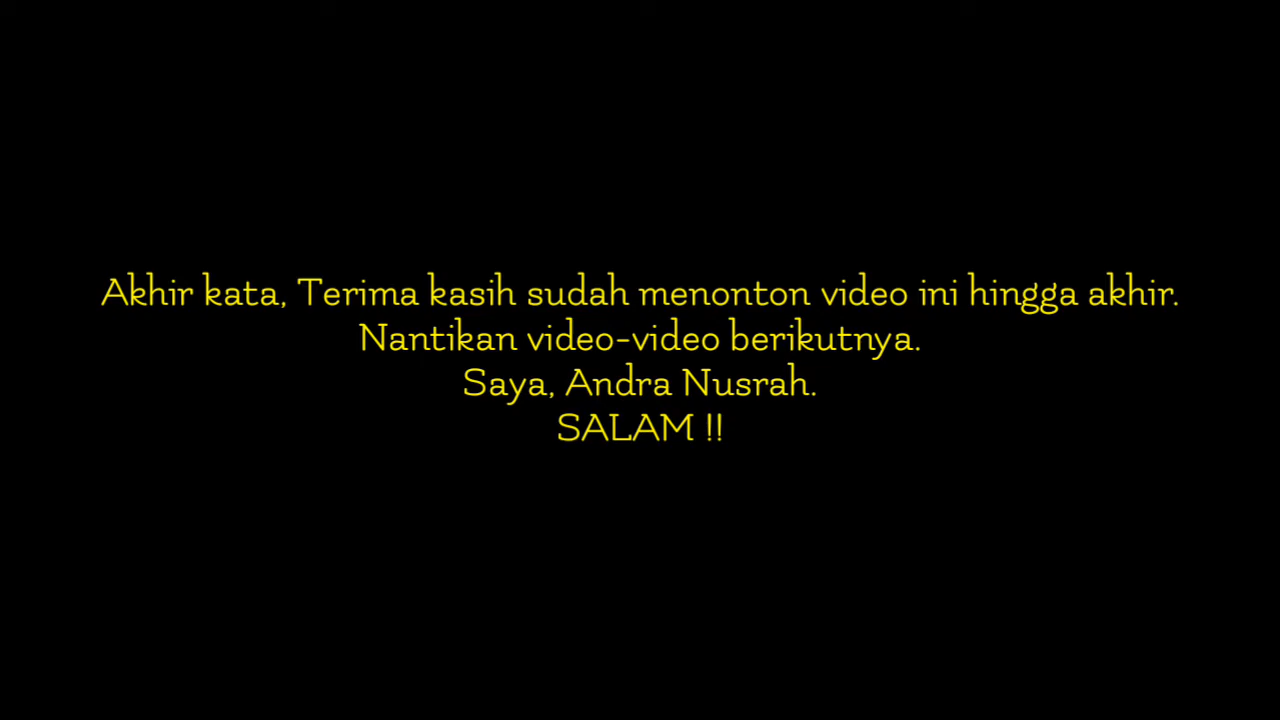 Akhir kata, Terima kasih sudah menonton video ini hingga akhir.
Nantikan video-video berikutnya.
Saya, Andra Nusrah.
SALAM !!